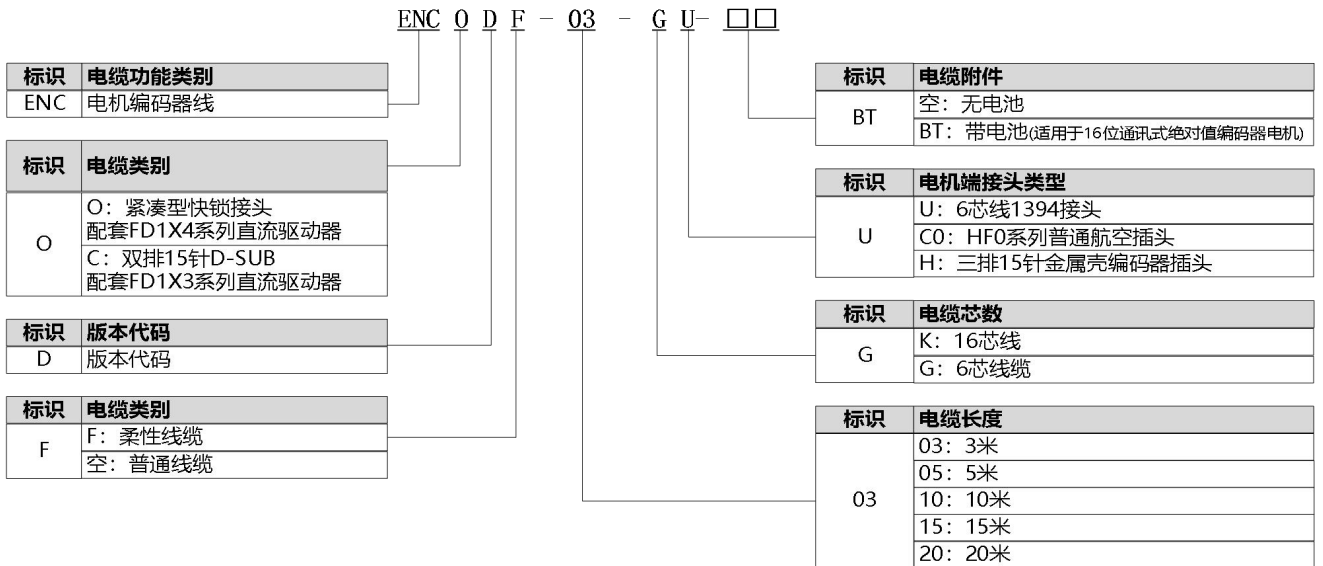 ENC O D F - 03 - G U- □□
标识 电缆功能类别
ENC 电机编码器线
标识 电缆类别
O
O：紧凑型快锁接头
配套FD1X4系列直流驱动器
C：双排15针D-SUB
配套FD1X3系列直流驱动器
标识 版本代码
D 版本代码
标识 电缆类别
F
F：柔性线缆
空：普通线缆
标识 电缆附件
BT
空：无电池
BT：带电池(适用于16位通讯式绝对值编码器电机)
标识 电机端接头类型
U
U：6芯线1394接头
C0：HF0系列普通航空插头
H：三排15针金属壳编码器插头
标识 电缆芯数
G
K：16芯线
G：6芯线缆
标识 电缆长度
03
03：3米
05：5米
10：10米
15：15米
20：20米